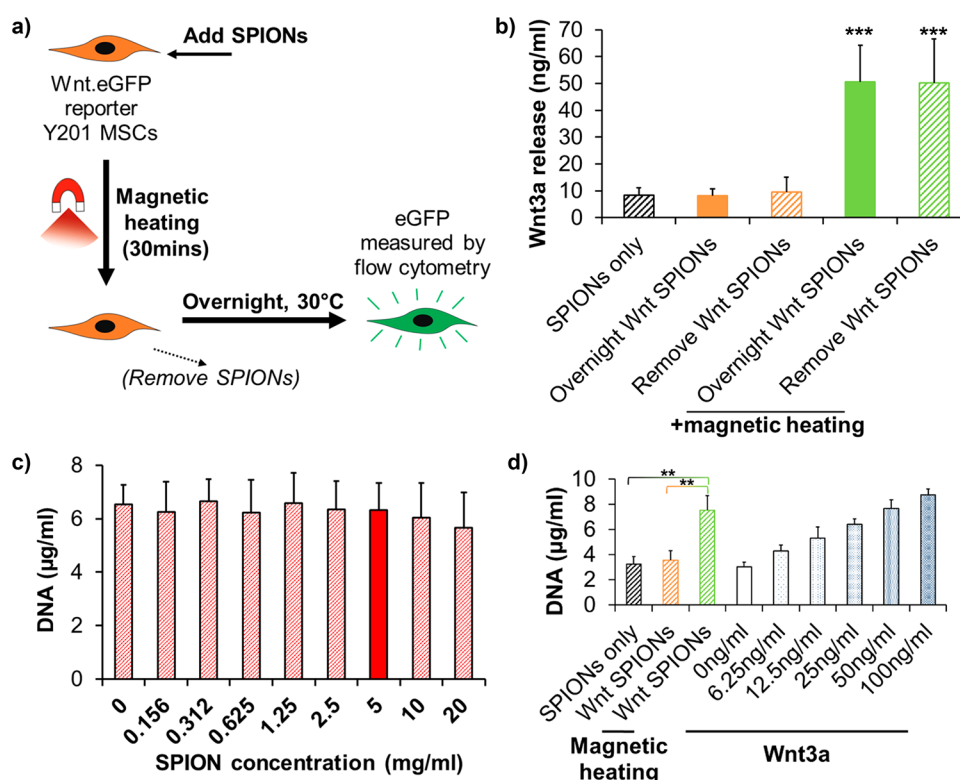 a)
Add SPIONs
Wnt.eGFP
reporter
Y201 MSCs
Magnetic
heating
(30mins)
eGFP
measured by
flow cytometry
Overnight, 30°C
(Remove SPIONs)
b)
Wnt3a release (ng/ml)
70
60
50
40
30
20
10
0
***
***
SPIONs only
Overnight Wnt SPIONs
Remove Wnt SPIONs
Overnight Wnt SPIONs
Remove Wnt SPIONs
+magnetic heating
c)
DNA (µg/ml)
8
6
4
2
0
0
0.156
0.312
0.625
1.25
2.5
5
10
20
SPION concentration (mg/ml)
d)
DNA (µg/ml)
10
8
6
4
2
0
**
**
SPIONs only
Wnt SPIONs
Wnt SPIONs
0ng/ml
6.25ng/ml
12.5ng/ml
25ng/ml
50ng/ml
100ng/ml
Magnetic
heating
Wnt3a